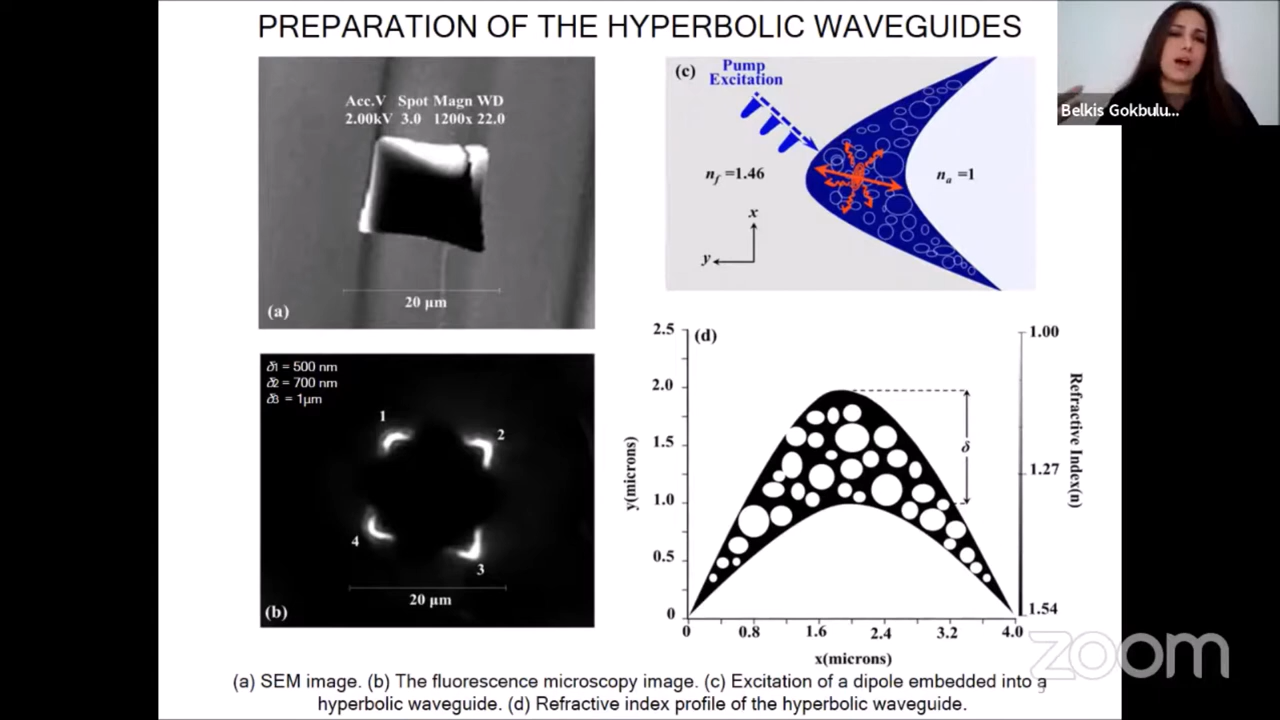 PREPARATION OF THE HYPERBOLIC WAVEGUIDES
Acc.V Spot Magn WD
2.00kV 3.0 1200x 22.0
20 μm
(a)
(c)
Pump
Excitation
nf =1.46
na =1
x
y
Belkis Gokbulu...
δ1 = 500 nm
δ2 = 700 nm
δ3 = 1μm
1
2
4
3
20 μm
(b)
(d)
2.5
2.0
1.5
1.0
0.5
0
y(microns)
δ
1.00
1.27
1.54
Refractive Index(n)
0 0.8 1.6 2.4 3.2 4.0
x(microns)
zoom
(a) SEM image. (b) The fluorescence microscopy image. (c) Excitation of a dipole embedded into a
hyperbolic waveguide. (d) Refractive index profile of the hyperbolic waveguide.